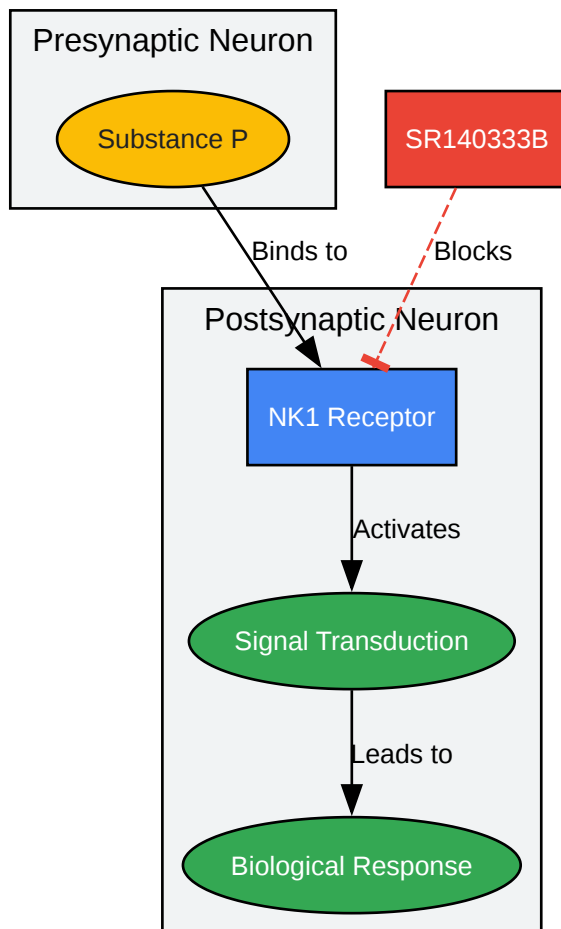 Presynaptic Neuron
Substance P
SR140333B
Binds to
Blocks
Postsynaptic Neuron
NK1 Receptor
Activates
Signal Transduction
Leads to
Biological Response